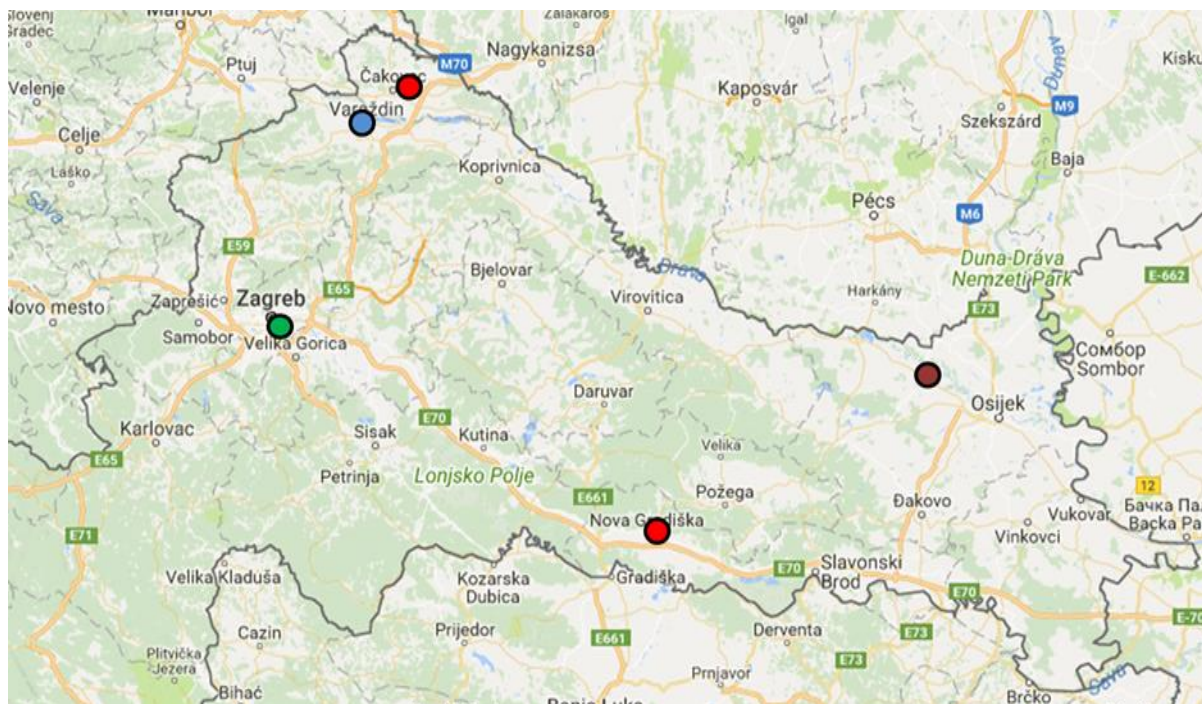 Slovenj
Gradec
Maribor
Zalakaros
Igal
Dunav
Kisku
Ptuj
M70
Nagykanizsa
Velenje
Čakovec
Kaposvár
M9
Varaždin
Szekszárd
Celje
Baja
Laško
Koprivnica
Sava
Pécs
M6
E59
Duna-Dráva
Nemzeti Park
E-662
Bjelovar
Drava
E65
Zaprešić
Zagreb
Virovitica
Harkány
E73
Novo mesto
Samobor
Velika Gorica
Сомбор
Sombor
Daruvar
Osijek
E70
Karlovac
Sisak
Kutina
Velika
E65
Petrinja
Lonjsko Polje
12
E661
Požega
Đakovo
Vukovar
Бачка Па
Backa Pa
Nova Gradiška
E71
Vinkovci
Slavonski
Brod
E70
Velika Kladuša
Kozarska
Dubica
Gradiška
E70
Cazin
Prijedor
E661
Derventa
E73
E73
Plitvička
Jezera
Prnjavor
Bihać
Brčko
Sava